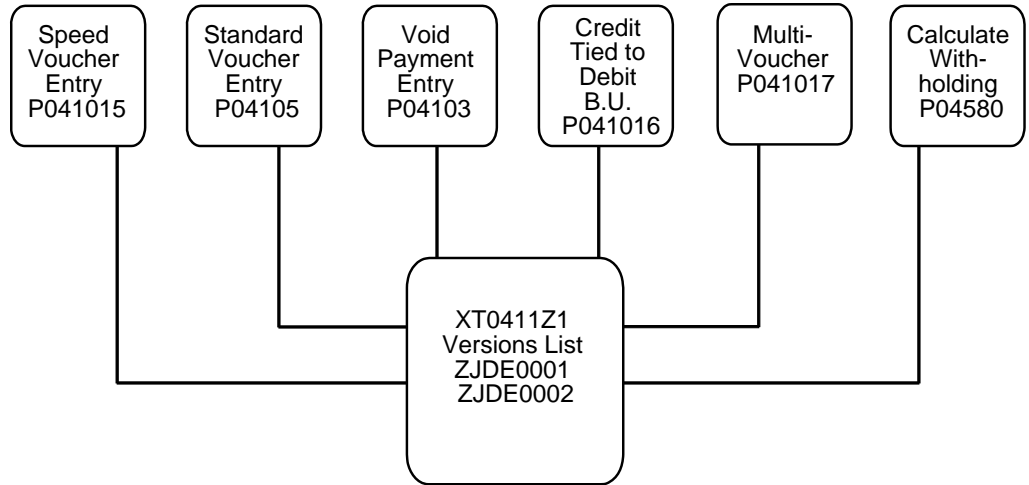 Speed
Voucher
Entry
P041015
Standard
Voucher
Entry
P04105
Void
Payment
Entry
P04103
Credit
Tied to
Debit
B.U.
P041016
Multi-
Voucher
P041017
Calculate
With-
holding
P04580
XT0411Z1
Versions List
ZJDE0001
ZJDE0002